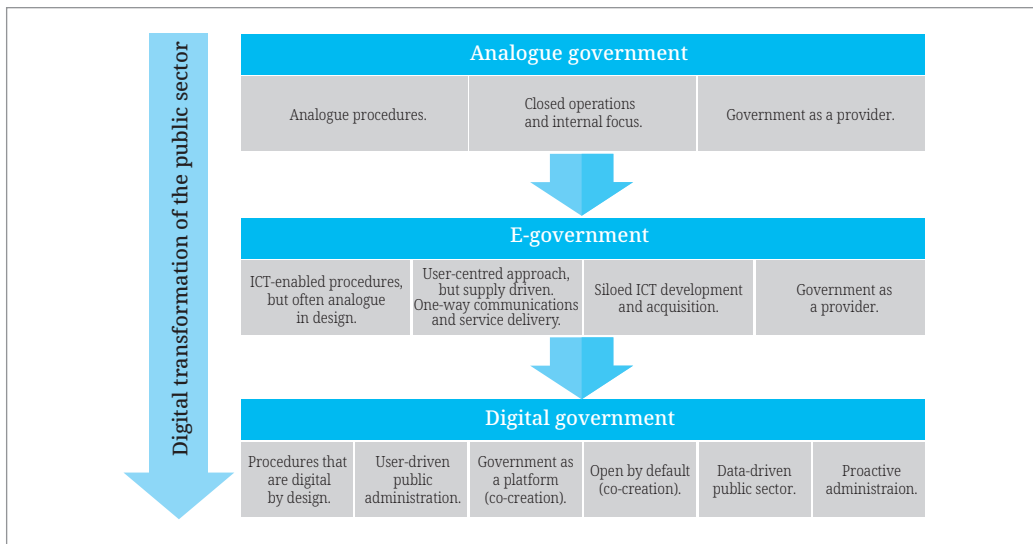 Digital transformation of the public sector
Analogue government
Analogue procedures.
Closed operations
and internal focus.
Government as a provider.
E-government
ICT-enabled procedures,
but often analogue
in design.
User-centred approach,
but supply driven.
One-way communications
and service delivery.
Siloed ICT development
and acquisition.
Government as
a provider.
Digital government
Procedures that
are digital
by design.
User-driven
public
administration.
Government as
a platform
(co-creation).
Open by default
(co-creation).
Data-driven
public sector.
Proactive
administraion.